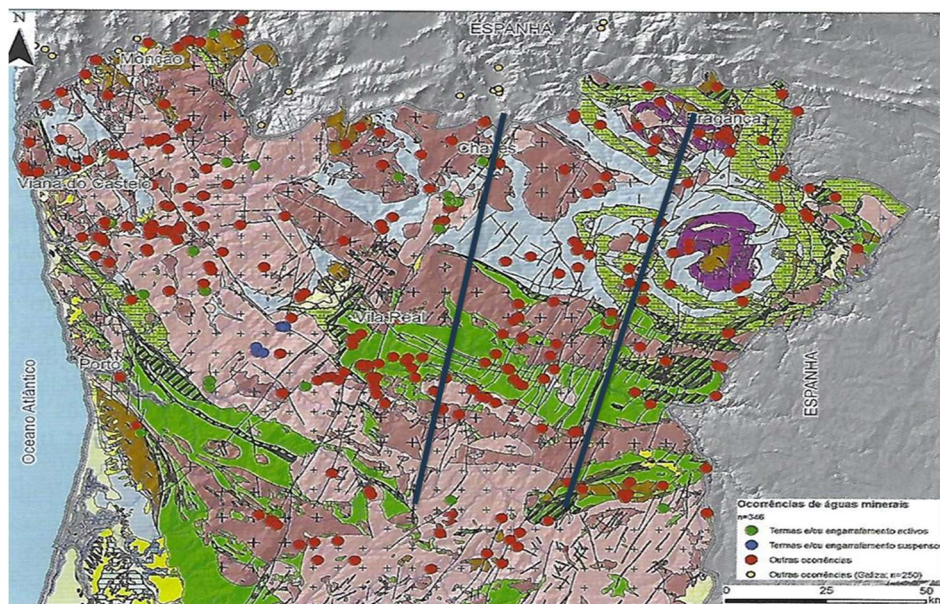 N
ESPANHA
Monção
Bragança
Chaves
Viana do Castelo
Vila Real
Porto
ESPANHA
Oceano Atlântico
Ocorrências de águas minerais
n=346
Termas e/ou engarrafamento activos
Termas e/ou engarrafamento suspenso
Outras ocorrências
Outras ocorrências (Galiza; n=250)
0 25 50
km